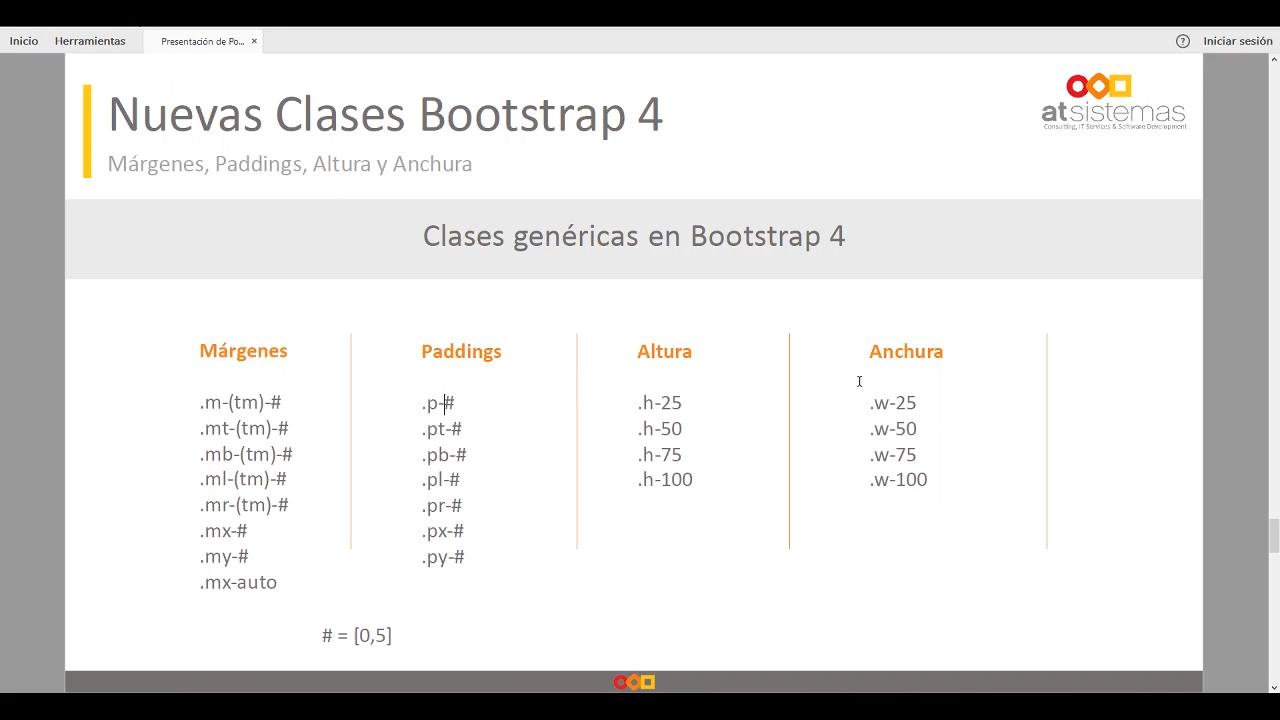 Inicio Herramientas Presentación de Po... × ? Iniciar sesión
Nuevas Clases Bootstrap 4
Márgenes, Paddings, Altura y Anchura
atsistemas
Consulting, IT Services & Software Development
Clases genéricas en Bootstrap 4
Márgenes
.m-(tm)-#
.mt-(tm)-#
.mb-(tm)-#
.ml-(tm)-#
.mr-(tm)-#
.mx-#
.my-#
.mx-auto
Paddings
.p-#
.pt-#
.pb-#
.pl-#
.pr-#
.px-#
.py-#
Altura
.h-25
.h-50
.h-75
.h-100
Anchura
.w-25
.w-50
.w-75
.w-100
# = [0,5]